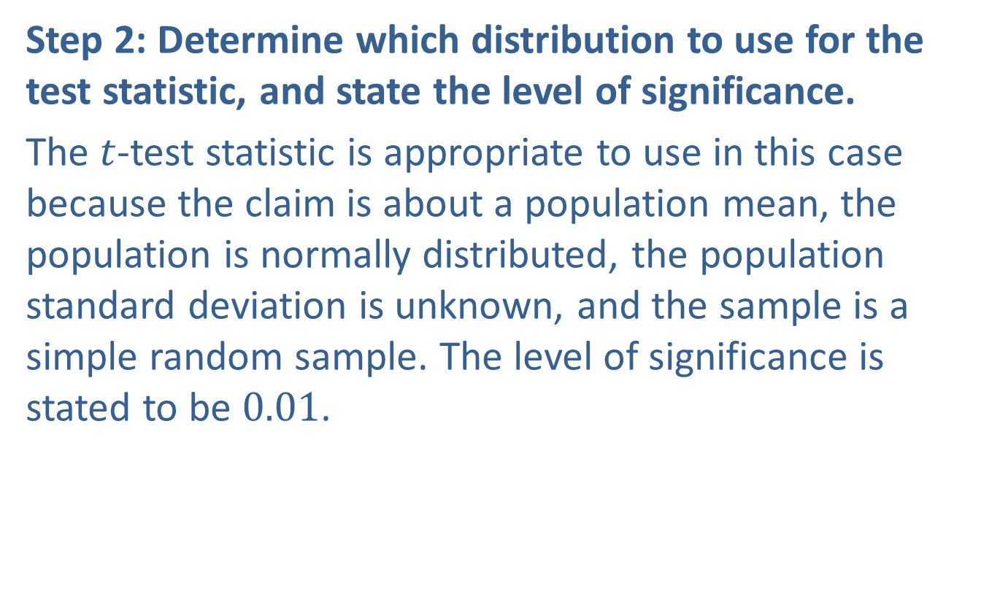 Step 2: Determine which distribution to use for the
test statistic, and state the level of significance.
The t-test statistic is appropriate to use in this case
because the claim is about a population mean, the
population is normally distributed, the population
standard deviation is unknown, and the sample is a
simple random sample. The level of significance is
stated to be 0.01.